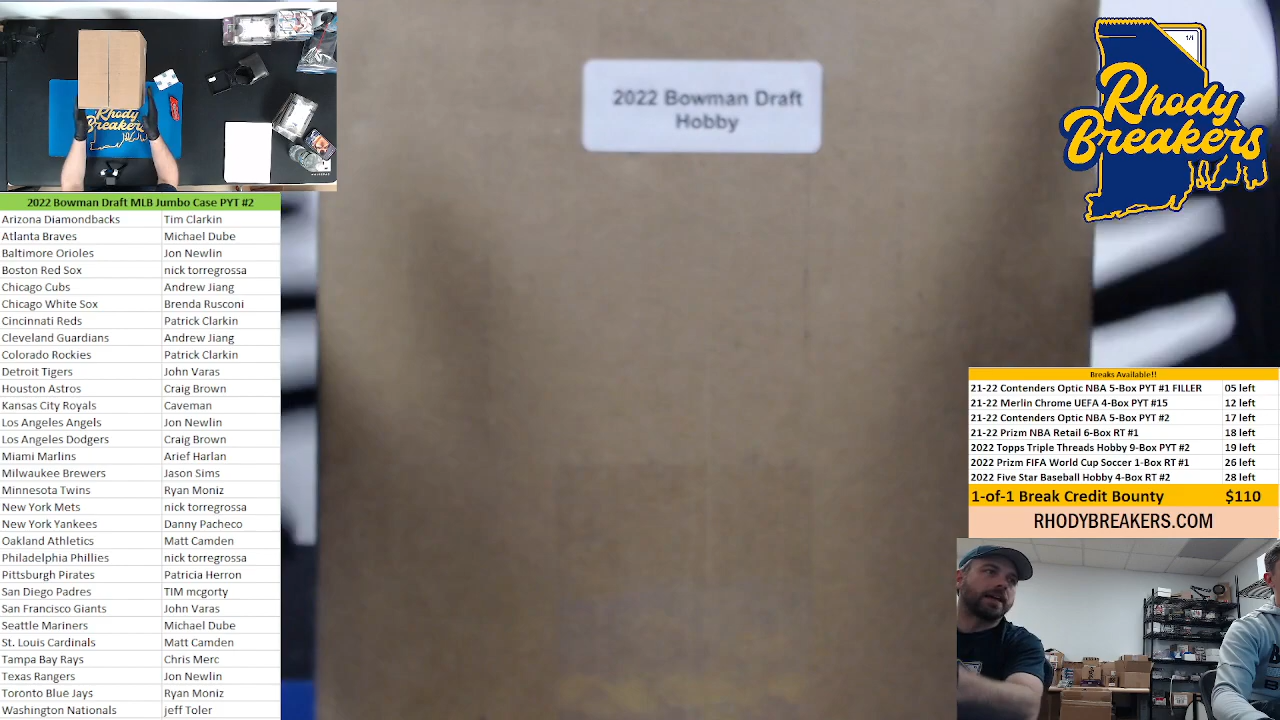 2022 Bowman Draft
Hobby
Rhody
Breakers
1/1
Rhody
Breakers
2022 Bowman Draft MLB Jumbo Case PYT #2
Arizona Diamondbacks Tim Clarkin
Atlanta Braves Michael Dube
Baltimore Orioles Jon Newlin
Boston Red Sox nick torregrossa
Chicago Cubs Andrew Jiang
Chicago White Sox Brenda Rusconi
Cincinnati Reds Patrick Clarkin
Cleveland Guardians Andrew Jiang
Colorado Rockies Patrick Clarkin
Detroit Tigers John Varas
Houston Astros Craig Brown
Kansas City Royals Caveman
Los Angeles Angels Jon Newlin
Los Angeles Dodgers Craig Brown
Miami Marlins Arief Harlan
Milwaukee Brewers Jason Sims
Minnesota Twins Ryan Moniz
New York Mets nick torregrossa
New York Yankees Danny Pacheco
Oakland Athletics Matt Camden
Philadelphia Phillies nick torregrossa
Pittsburgh Pirates Patricia Herron
San Diego Padres TIM mcgorty
San Francisco Giants John Varas
Seattle Mariners Michael Dube
St. Louis Cardinals Matt Camden
Tampa Bay Rays Chris Merc
Texas Rangers Jon Newlin
Toronto Blue Jays Ryan Moniz
Washington Nationals jeff Toler
Breaks Available!!
21-22 Contenders Optic NBA 5-Box PYT #1 FILLER 05 left
21-22 Merlin Chrome UEFA 4-Box PYT #15 12 left
21-22 Contenders Optic NBA 5-Box PYT #2 17 left
21-22 Prizm NBA Retail 6-Box RT #1 18 left
2022 Topps Triple Threads Hobby 9-Box PYT #2 19 left
2022 Prizm FIFA World Cup Soccer 1-Box RT #1 26 left
2022 Five Star Baseball Hobby 4-Box RT #2 28 left
1-of-1 Break Credit Bounty $110
RHODYBREAKERS.COM